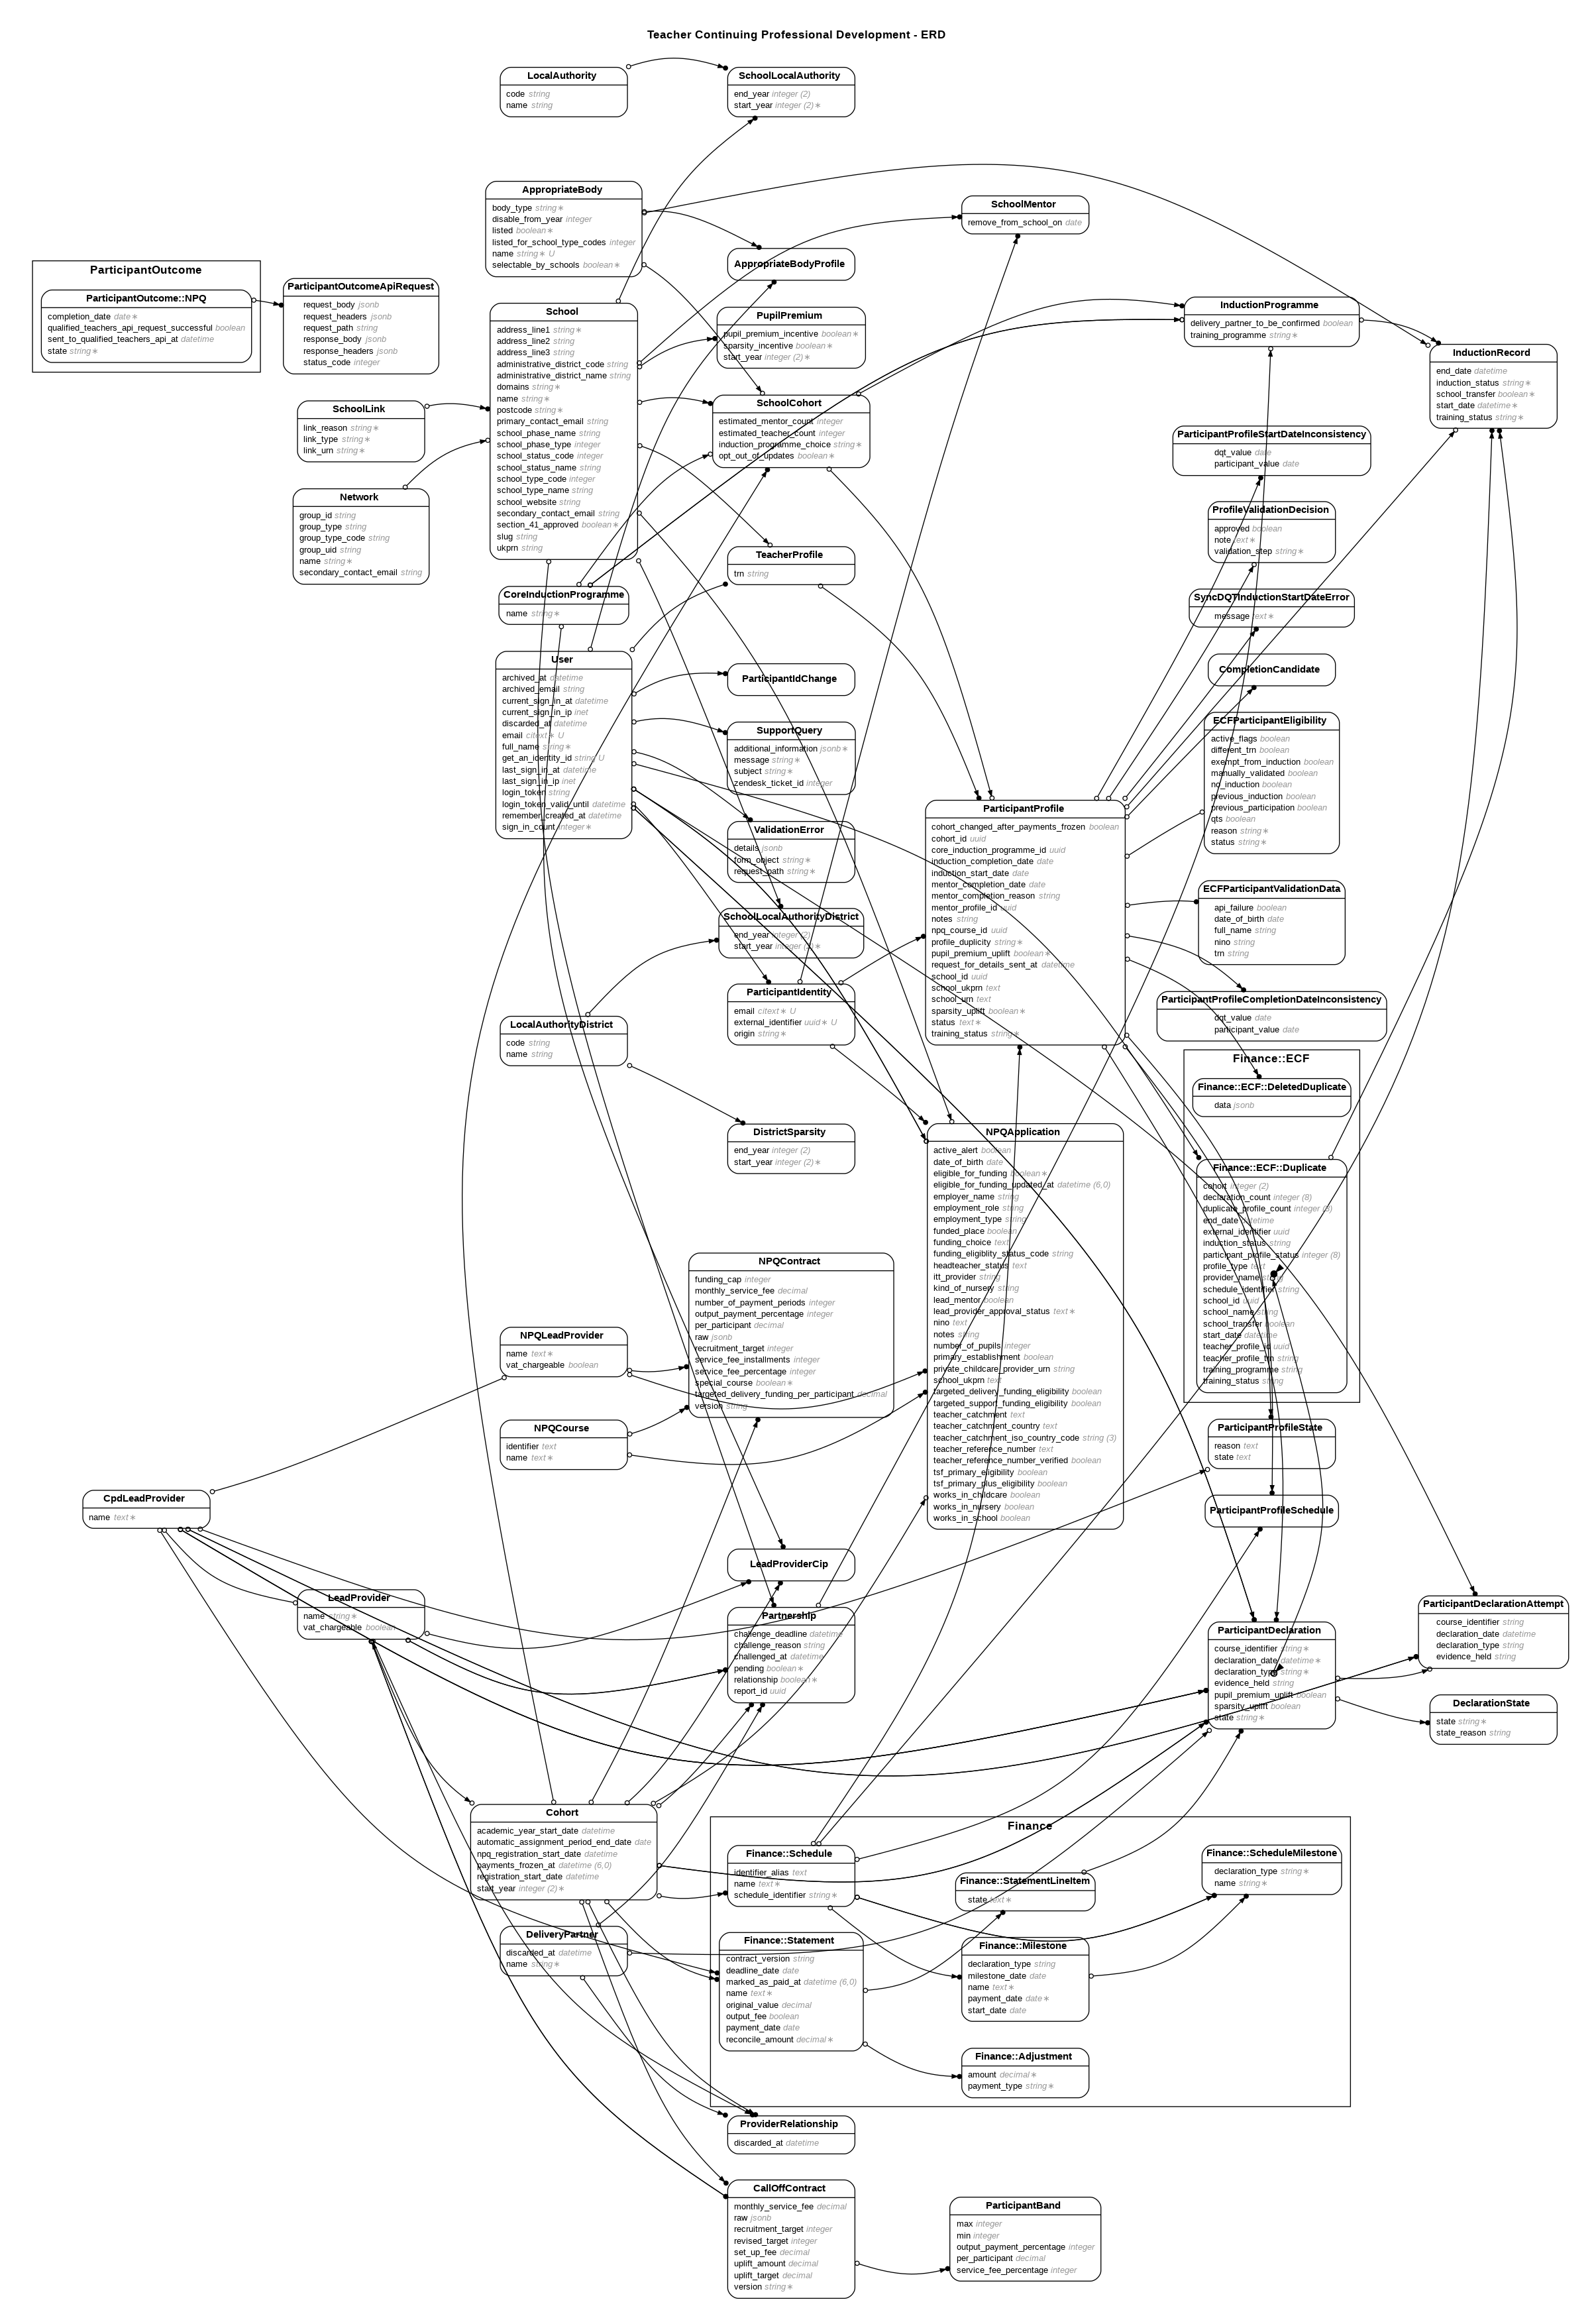 Teacher Continuing Professional Development - ERD
LocalAuthority
code string
name string
SchoolLocalAuthority
end_year integer (2)
start_year integer (2)∗
AppropriateBody
body_type string∗
disable_from_year integer
listed boolean∗
listed_for_school_type_codes integer
name string∗ U
selectable_by_schools boolean∗
SchoolMentor
remove_from_school_on date
AppropriateBodyProfile
ParticipantOutcome
ParticipantOutcome::NPQ
completion_date date∗
qualified_teachers_api_request_successful boolean
sent_to_qualified_teachers_api_at datetime
state string∗
ParticipantOutcomeApiRequest
request_body jsonb
request_headers jsonb
request_path string
response_body jsonb
response_headers jsonb
status_code integer
School
address_line1 string∗
address_line2 string
address_line3 string
administrative_district_code string
administrative_district_name string
domains string∗
name string∗
postcode string∗
primary_contact_email string
school_phase_name string
school_phase_type integer
school_status_code integer
school_status_name string
school_type_code integer
school_type_name string
school_website string
secondary_contact_email string
section_41_approved boolean∗
slug string
ukprn string
PupilPremium
pupil_premium_incentive boolean∗
sparsity_incentive boolean∗
start_year integer (2)∗
InductionProgramme
delivery_partner_to_be_confirmed boolean
training_programme string∗
InductionRecord
end_date datetime
induction_status string∗
school_transfer boolean∗
start_date datetime∗
training_status string∗
SchoolLink
link_reason string∗
link_type string∗
link_urn string∗
SchoolCohort
estimated_mentor_count integer
estimated_teacher_count integer
induction_programme_choice string∗
opt_out_of_updates boolean∗
ParticipantProfileStartDateInconsistency
dqt_value date
participant_value date
Network
group_id string
group_type string
group_type_code string
group_uid string
name string∗
secondary_contact_email string
ProfileValidationDecision
approved boolean
note text∗
validation_step string∗
TeacherProfile
trn string
CoreInductionProgramme
name string∗
SyncDQTInductionStartDateError
message text∗
User
archived_at datetime
archived_email string
current_sign_in_at datetime
current_sign_in_ip inet
discarded_at datetime
email citext∗ U
full_name string∗
get_an_identity_id string U
last_sign_in_at datetime
last_sign_in_ip inet
login_token string
login_token_valid_until datetime
remember_created_at datetime
sign_in_count integer∗
ParticipantIdChange
CompletionCandidate
SupportQuery
additional_information jsonb∗
message string∗
subject string∗
zendesk_ticket_id integer
ECFParticipantEligibility
active_flags boolean
different_trn boolean
exempt_from_induction boolean
manually_validated boolean
no_induction boolean
previous_induction boolean
previous_participation boolean
qts boolean
reason string∗
status string∗
ValidationError
details jsonb
form_object string∗
request_path string∗
ParticipantProfile
cohort_changed_after_payments_frozen boolean
cohort_id uuid
core_induction_programme_id uuid
induction_completion_date date
induction_start_date date
mentor_completion_date date
mentor_completion_reason string
mentor_profile_id uuid
notes string
npq_course_id uuid
profile_duplicity string∗
pupil_premium_uplift boolean∗
request_for_details_sent_at datetime
school_id uuid
school_ukprn text
school_urn text
sparsity_uplift boolean∗
status text∗
training_status string∗
ECFParticipantValidationData
api_failure boolean
date_of_birth date
full_name string
nino string
trn string
SchoolLocalAuthorityDistrict
end_year integer (2)
start_year integer (2)∗
ParticipantIdentity
email citext∗ U
external_identifier uuid∗ U
origin string∗
ParticipantProfileCompletionDateInconsistency
dqt_value date
participant_value date
LocalAuthorityDistrict
code string
name string
Finance::ECF
Finance::ECF::DeletedDuplicate
data jsonb
DistrictSparsity
end_year integer (2)
start_year integer (2)∗
NPQApplication
active_alert boolean
date_of_birth date
eligible_for_funding boolean∗
eligible_for_funding_updated_at datetime (6,0)
employer_name string
employment_role string
employment_type string
funded_place boolean
funding_choice text
funding_eligiblity_status_code string
headteacher_status text
itt_provider string
kind_of_nursery string
lead_mentor boolean
lead_provider_approval_status text∗
nino text
notes string
number_of_pupils integer
primary_establishment boolean
private_childcare_provider_urn string
school_ukprn text
targeted_delivery_funding_eligibility boolean
targeted_support_funding_eligibility boolean
teacher_catchment text
teacher_catchment_country text
teacher_catchment_iso_country_code string (3)
teacher_reference_number text
teacher_reference_number_verified boolean
tsf_primary_eligibility boolean
tsf_primary_plus_eligibility boolean
works_in_childcare boolean
works_in_nursery boolean
works_in_school boolean
Finance::ECF::Duplicate
cohort integer (2)
declaration_count integer (8)
duplicate_profile_count integer (8)
end_date datetime
external_identifier uuid
induction_status string
participant_profile_status integer (8)
profile_type text
provider_name string
schedule_identifier string
school_id uuid
school_name string
school_transfer boolean
start_date datetime
teacher_profile_id uuid
teacher_profile_trn string
training_programme string
training_status string
NPQContract
funding_cap integer
monthly_service_fee decimal
number_of_payment_periods integer
output_payment_percentage integer
per_participant decimal
raw jsonb
recruitment_target integer
service_fee_installments integer
service_fee_percentage integer
special_course boolean∗
targeted_delivery_funding_per_participant decimal
version string
NPQLeadProvider
name text∗
vat_chargeable boolean
NPQCourse
identifier text
name text∗
ParticipantProfileState
reason text
state text
CpdLeadProvider
name text∗
ParticipantProfileSchedule
LeadProviderCip
LeadProvider
name string∗
vat_chargeable boolean
Partnership
challenge_deadline datetime
challenge_reason string
challenged_at datetime
pending boolean∗
relationship boolean∗
report_id uuid
ParticipantDeclaration
course_identifier string∗
declaration_date datetime∗
declaration_type string∗
evidence_held string
pupil_premium_uplift boolean
sparsity_uplift boolean
state string∗
ParticipantDeclarationAttempt
course_identifier string
declaration_date datetime
declaration_type string
evidence_held string
DeclarationState
state string∗
state_reason string
Cohort
academic_year_start_date datetime
automatic_assignment_period_end_date date
npq_registration_start_date datetime
payments_frozen_at datetime (6,0)
registration_start_date datetime
start_year integer (2)∗
Finance
Finance::Schedule
identifier_alias text
name text∗
schedule_identifier string∗
Finance::StatementLineItem
state text∗
Finance::ScheduleMilestone
declaration_type string∗
name string∗
DeliveryPartner
discarded_at datetime
name string∗
Finance::Statement
contract_version string
deadline_date date
marked_as_paid_at datetime (6,0)
name text∗
original_value decimal
output_fee boolean
payment_date date
reconcile_amount decimal∗
Finance::Milestone
declaration_type string
milestone_date date
name text∗
payment_date date∗
start_date date
Finance::Adjustment
amount decimal∗
payment_type string∗
ProviderRelationship
discarded_at datetime
CallOffContract
monthly_service_fee decimal
raw jsonb
recruitment_target integer
revised_target integer
set_up_fee decimal
uplift_amount decimal
uplift_target decimal
version string∗
ParticipantBand
max integer
min integer
output_payment_percentage integer
per_participant decimal
service_fee_percentage integer